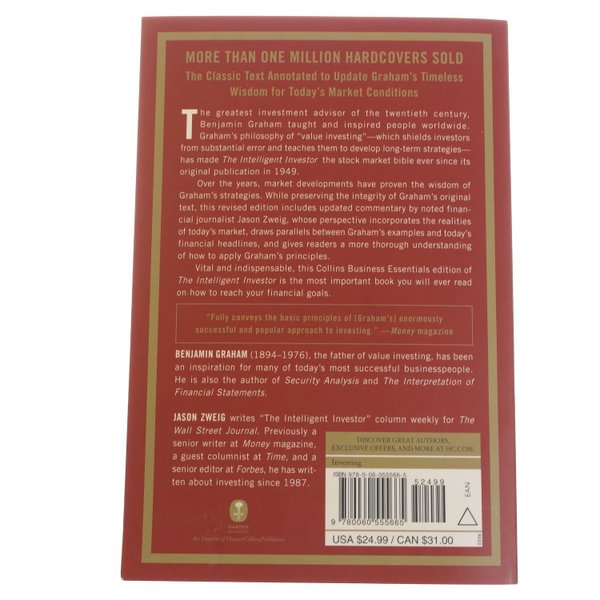 MORE THAN ONE MILLION HARDCOVERS SOLD
The Classic Text Annotated to Update Graham's Timeless
Wisdom for Today's Market Conditions
The greatest investment advisor of the twentieth century,
Benjamin Graham taught and inspired people worldwide.
Graham's philosophy of "value investing"—which shields investors
from substantial error and teaches them to develop long-term strategies—
has made The Intelligent Investor the stock market bible ever since its
original publication in 1949.
Over the years, market developments have proven the wisdom of
Graham's strategies. While preserving the integrity of Graham's original
text, this revised edition includes updated commentary by noted finan-
cial journalist Jason Zweig, whose perspective incorporates the realities
of today's market, draws parallels between Graham's examples and today's
financial headlines, and gives readers a more thorough understanding
of how to apply Graham's principles.
Vital and indispensable, this Collins Business Essentials edition of
The Intelligent Investor is the most important book you will ever read
on how to reach your financial goals.
"Fully conveys the basic principles of [Graham's] enormously
successful and popular approach to investing." —Money magazine
BENJAMIN GRAHAM (1894–1976), the father of value investing, has been
an inspiration for many of today's most successful businesspeople.
He is also the author of Security Analysis and The Interpretation of
Financial Statements.
JASON ZWEIG writes "The Intelligent Investor" column weekly for The
Wall Street Journal. Previously a
senior writer at Money magazine,
a guest columnist at Time, and a
senior editor at Forbes, he has writ-
ten about investing since 1987.
An Imprint of HarperCollinsPublishers
DISCOVER GREAT AUTHORS,
EXCLUSIVE OFFERS, AND MORE AT HC.COM.
Investing
ISBN 978-0-06-055566-5
52499
EAN
9 780060 555665
USA $24.99 / CAN $31.00